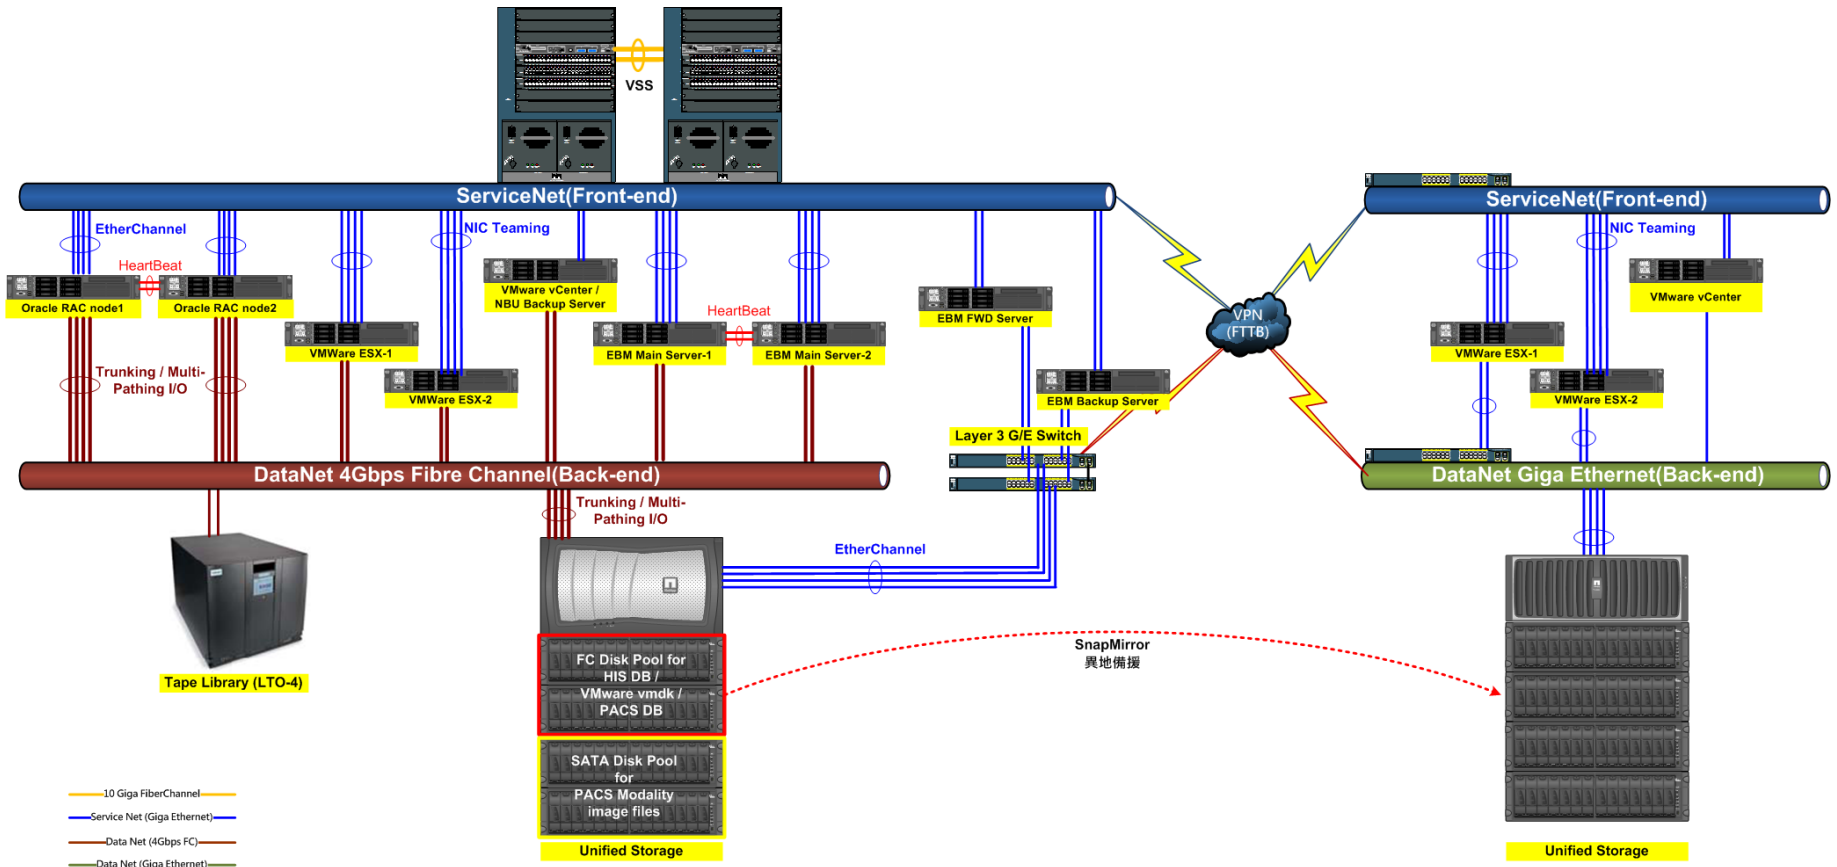 VSS
ServiceNet(Front-end)
ServiceNet(Front-end)
EtherChannel
NIC Teaming
NIC Teaming
HeartBeat
Oracle RAC node1
Oracle RAC node2
VMware vCenter /
NBU Backup Server
EBM FWD Server
VMware vCenter
HeartBeat
VPN
(FTTB)
VMWare ESX-1
EBM Main Server-1
EBM Main Server-2
VMWare ESX-1
Trunking / Multi-
Pathing I/O
VMWare ESX-2
EBM Backup Server
VMWare ESX-2
Layer 3 G/E Switch
DataNet 4Gbps Fibre Channel(Back-end)
DataNet Giga Ethernet(Back-end)
Trunking / Multi-
Pathing I/O
EtherChannel
SnapMirror
異地備援
FC Disk Pool for
HIS DB /
VMware vmdk /
PACS DB
Tape Library (LTO-4)
SATA Disk Pool
for
PACS Modality
image files
Unified Storage
Unified Storage
10 Giga FiberChannel
Service Net (Giga Ethernet)
Data Net (4Gbps FC)
Data Net (Giga Ethernet)